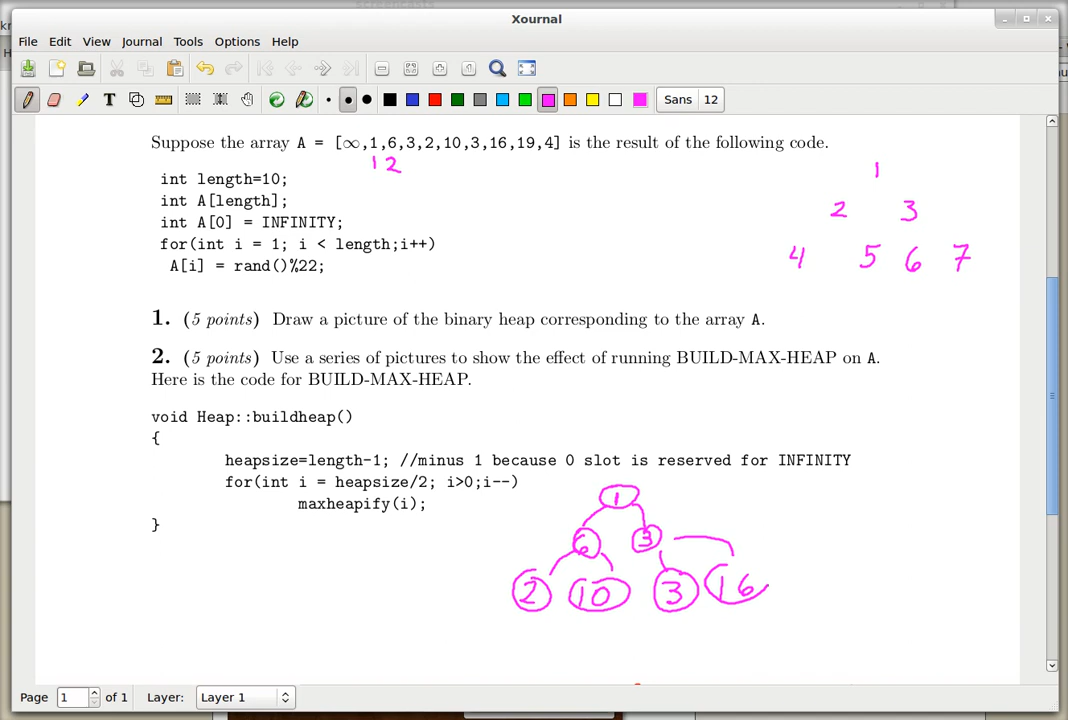 screencasts
Xournal
File Edit View Journal Tools Options Help
T Sans 12
Suppose the array A = [∞,1,6,3,2,10,3,16,19,4] is the result of the following code.
1 2
int length=10;
int A[length];
int A[0] = INFINITY;
for(int i = 1; i < length;i++)
A[i] = rand()%22;
1
2 3
4 5 6 7
1. (5 points) Draw a picture of the binary heap corresponding to the array A.
2. (5 points) Use a series of pictures to show the effect of running BUILD-MAX-HEAP on A.
Here is the code for BUILD-MAX-HEAP.
void Heap::buildheap()
{
heapsize=length-1; //minus 1 because 0 slot is reserved for INFINITY
for(int i = heapsize/2; i>0;i--)
maxheapify(i);
}
1
6 3
2 10 3 16
Page 1 of 1 Layer: Layer 1